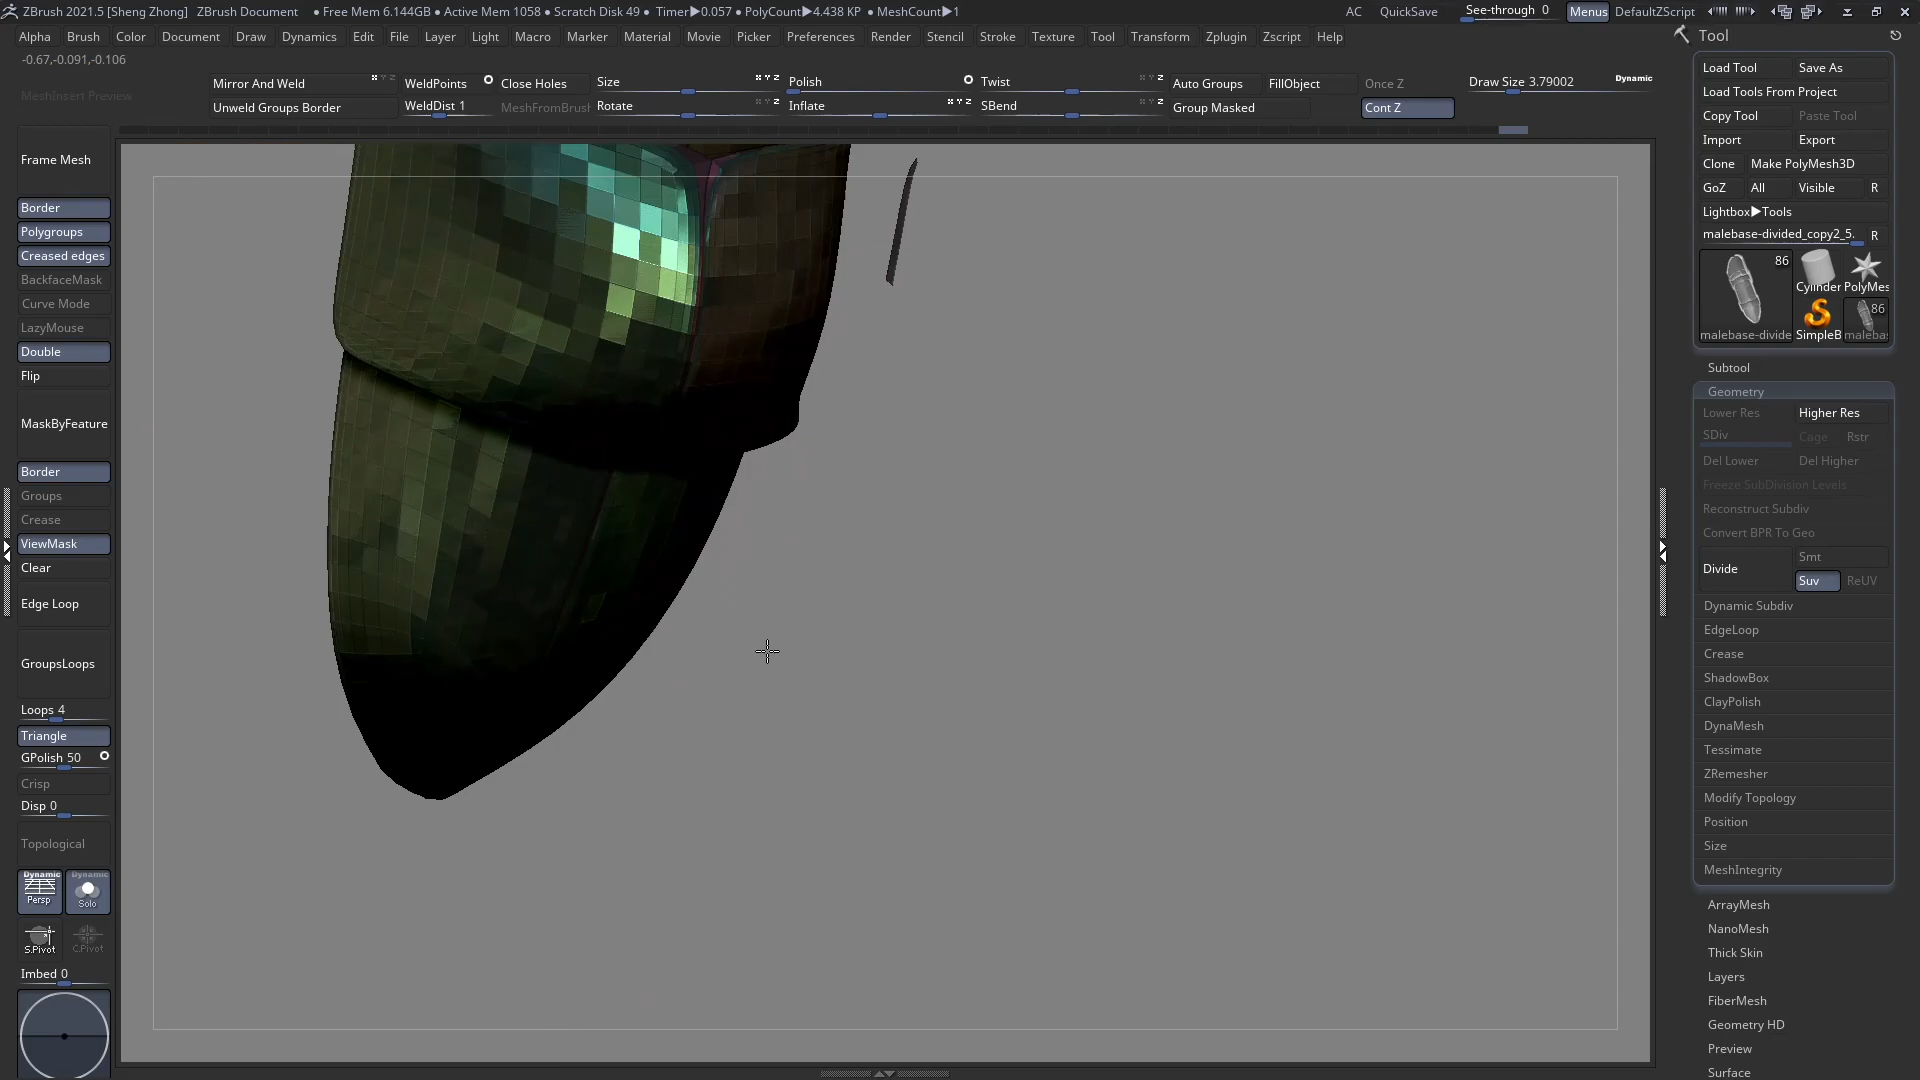 ZBrush 2021.5 [Sheng Zhong] ZBrush Document ● Free Mem 6.144GB ● Active Mem 1058 ● Scratch Disk 49 ● Timer▶0.057 ● PolyCount▶4.438 KP ● MeshCount▶1 AC QuickSave See-through 0 Menus DefaultZScript
Alpha Brush Color Document Draw Dynamics Edit File Layer Light Macro Marker Material Movie Picker Preferences Render Stencil Stroke Texture Tool Transform Zplugin Zscript Help
-0.67,-0.091,-0.106
MeshInsert Preview
Mirror And Weld WeldPoints Close Holes Size Polish Twist Auto Groups FillObject Once Z Draw Size 3.79002 Dynamic
Unweld Groups Border WeldDist 1 MeshFromBrush Rotate Inflate SBend Group Masked Cont Z
Frame Mesh
Border
Polygroups
Creased edges
BackfaceMask
Curve Mode
LazyMouse
Double
Flip
MaskByFeature
Border
Groups
Crease
ViewMask
Clear
Edge Loop
GroupsLoops
Loops 4
Triangle
GPolish 50
Crisp
Disp 0
Topological
Dynamic Dynamic
Persp Solo
S.Pivot C.Pivot
Imbed 0
Tool
Load Tool Save As
Load Tools From Project
Copy Tool Paste Tool
Import Export
Clone Make PolyMesh3D
GoZ All Visible R
Lightbox▶Tools
malebase-divided_copy2_5. R
86
Cylinder PolyMes
86
malebase-divide SimpleB maleba
Subtool
Geometry
Lower Res Higher Res
SDiv Cage Rstr
Del Lower Del Higher
Freeze SubDivision Levels
Reconstruct Subdiv
Convert BPR To Geo
Divide Smt
Suv ReUV
Dynamic Subdiv
EdgeLoop
Crease
ShadowBox
ClayPolish
DynaMesh
Tessimate
ZRemesher
Modify Topology
Position
Size
MeshIntegrity
ArrayMesh
NanoMesh
Thick Skin
Layers
FiberMesh
Geometry HD
Preview
Surface